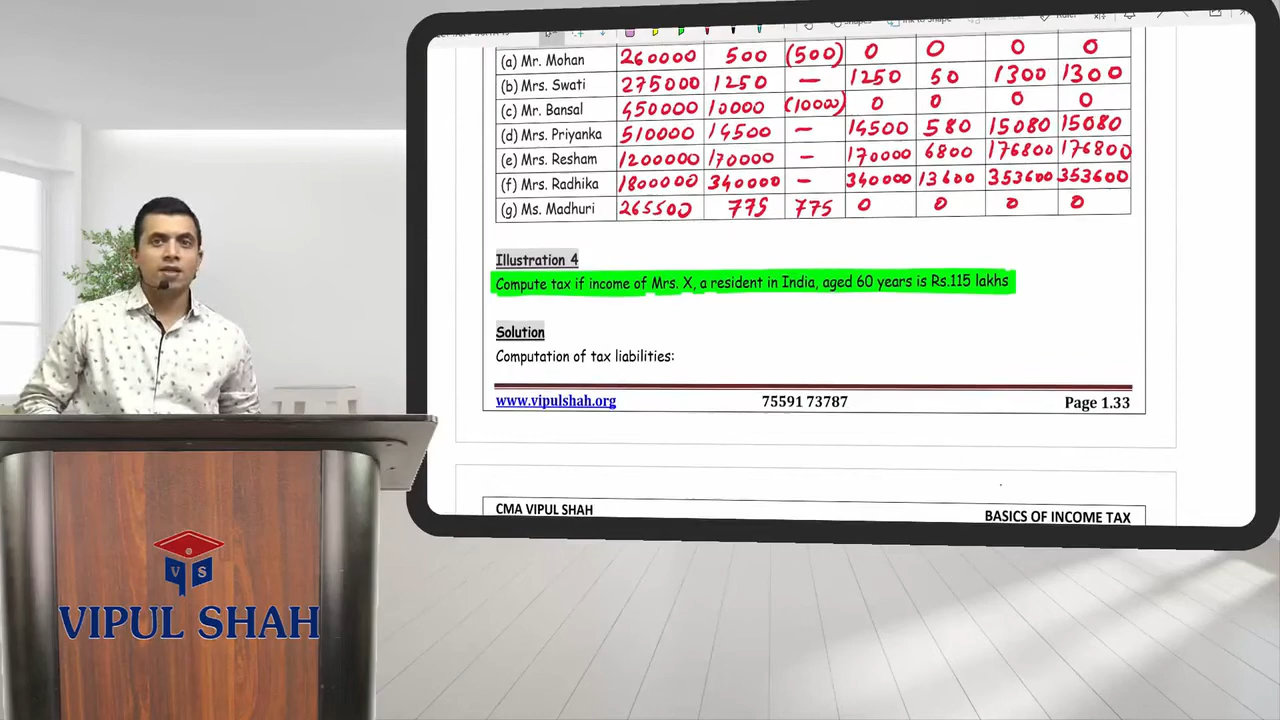 (a) Mr. Mohan 260000 500 (500) 0 0 0 0
(b) Mrs. Swati 275000 1250 — 1250 50 1300 1300
(c) Mr. Bansal 450000 10000 (10000) 0 0 0 0
(d) Mrs. Priyanka 510000 14500 — 14500 580 15080 15080
(e) Mrs. Resham 1200000 170000 — 170000 6800 176800 176800
(f) Mrs. Radhika 1800000 340000 — 340000 13600 353600 353600
(g) Ms. Madhuri 265500 775 775 0 0 0 0
Illustration 4
Compute tax if income of Mrs. X, a resident in India, aged 60 years is Rs.115 lakhs
Solution
Computation of tax liabilities:
www.vipulshah.org 75591 73787 Page 1.33
CMA VIPUL SHAH BASICS OF INCOME TAX
V S
VIPUL SHAH